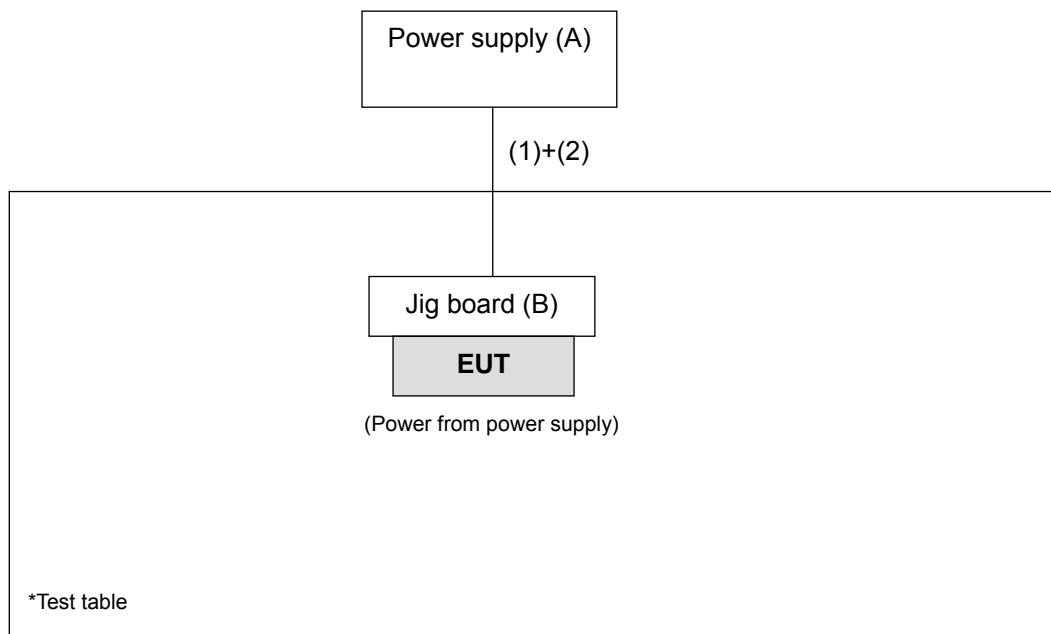 Power supply (A)
(1)+(2)
Jig board (B)
EUT
(Power from power supply)
*Test table